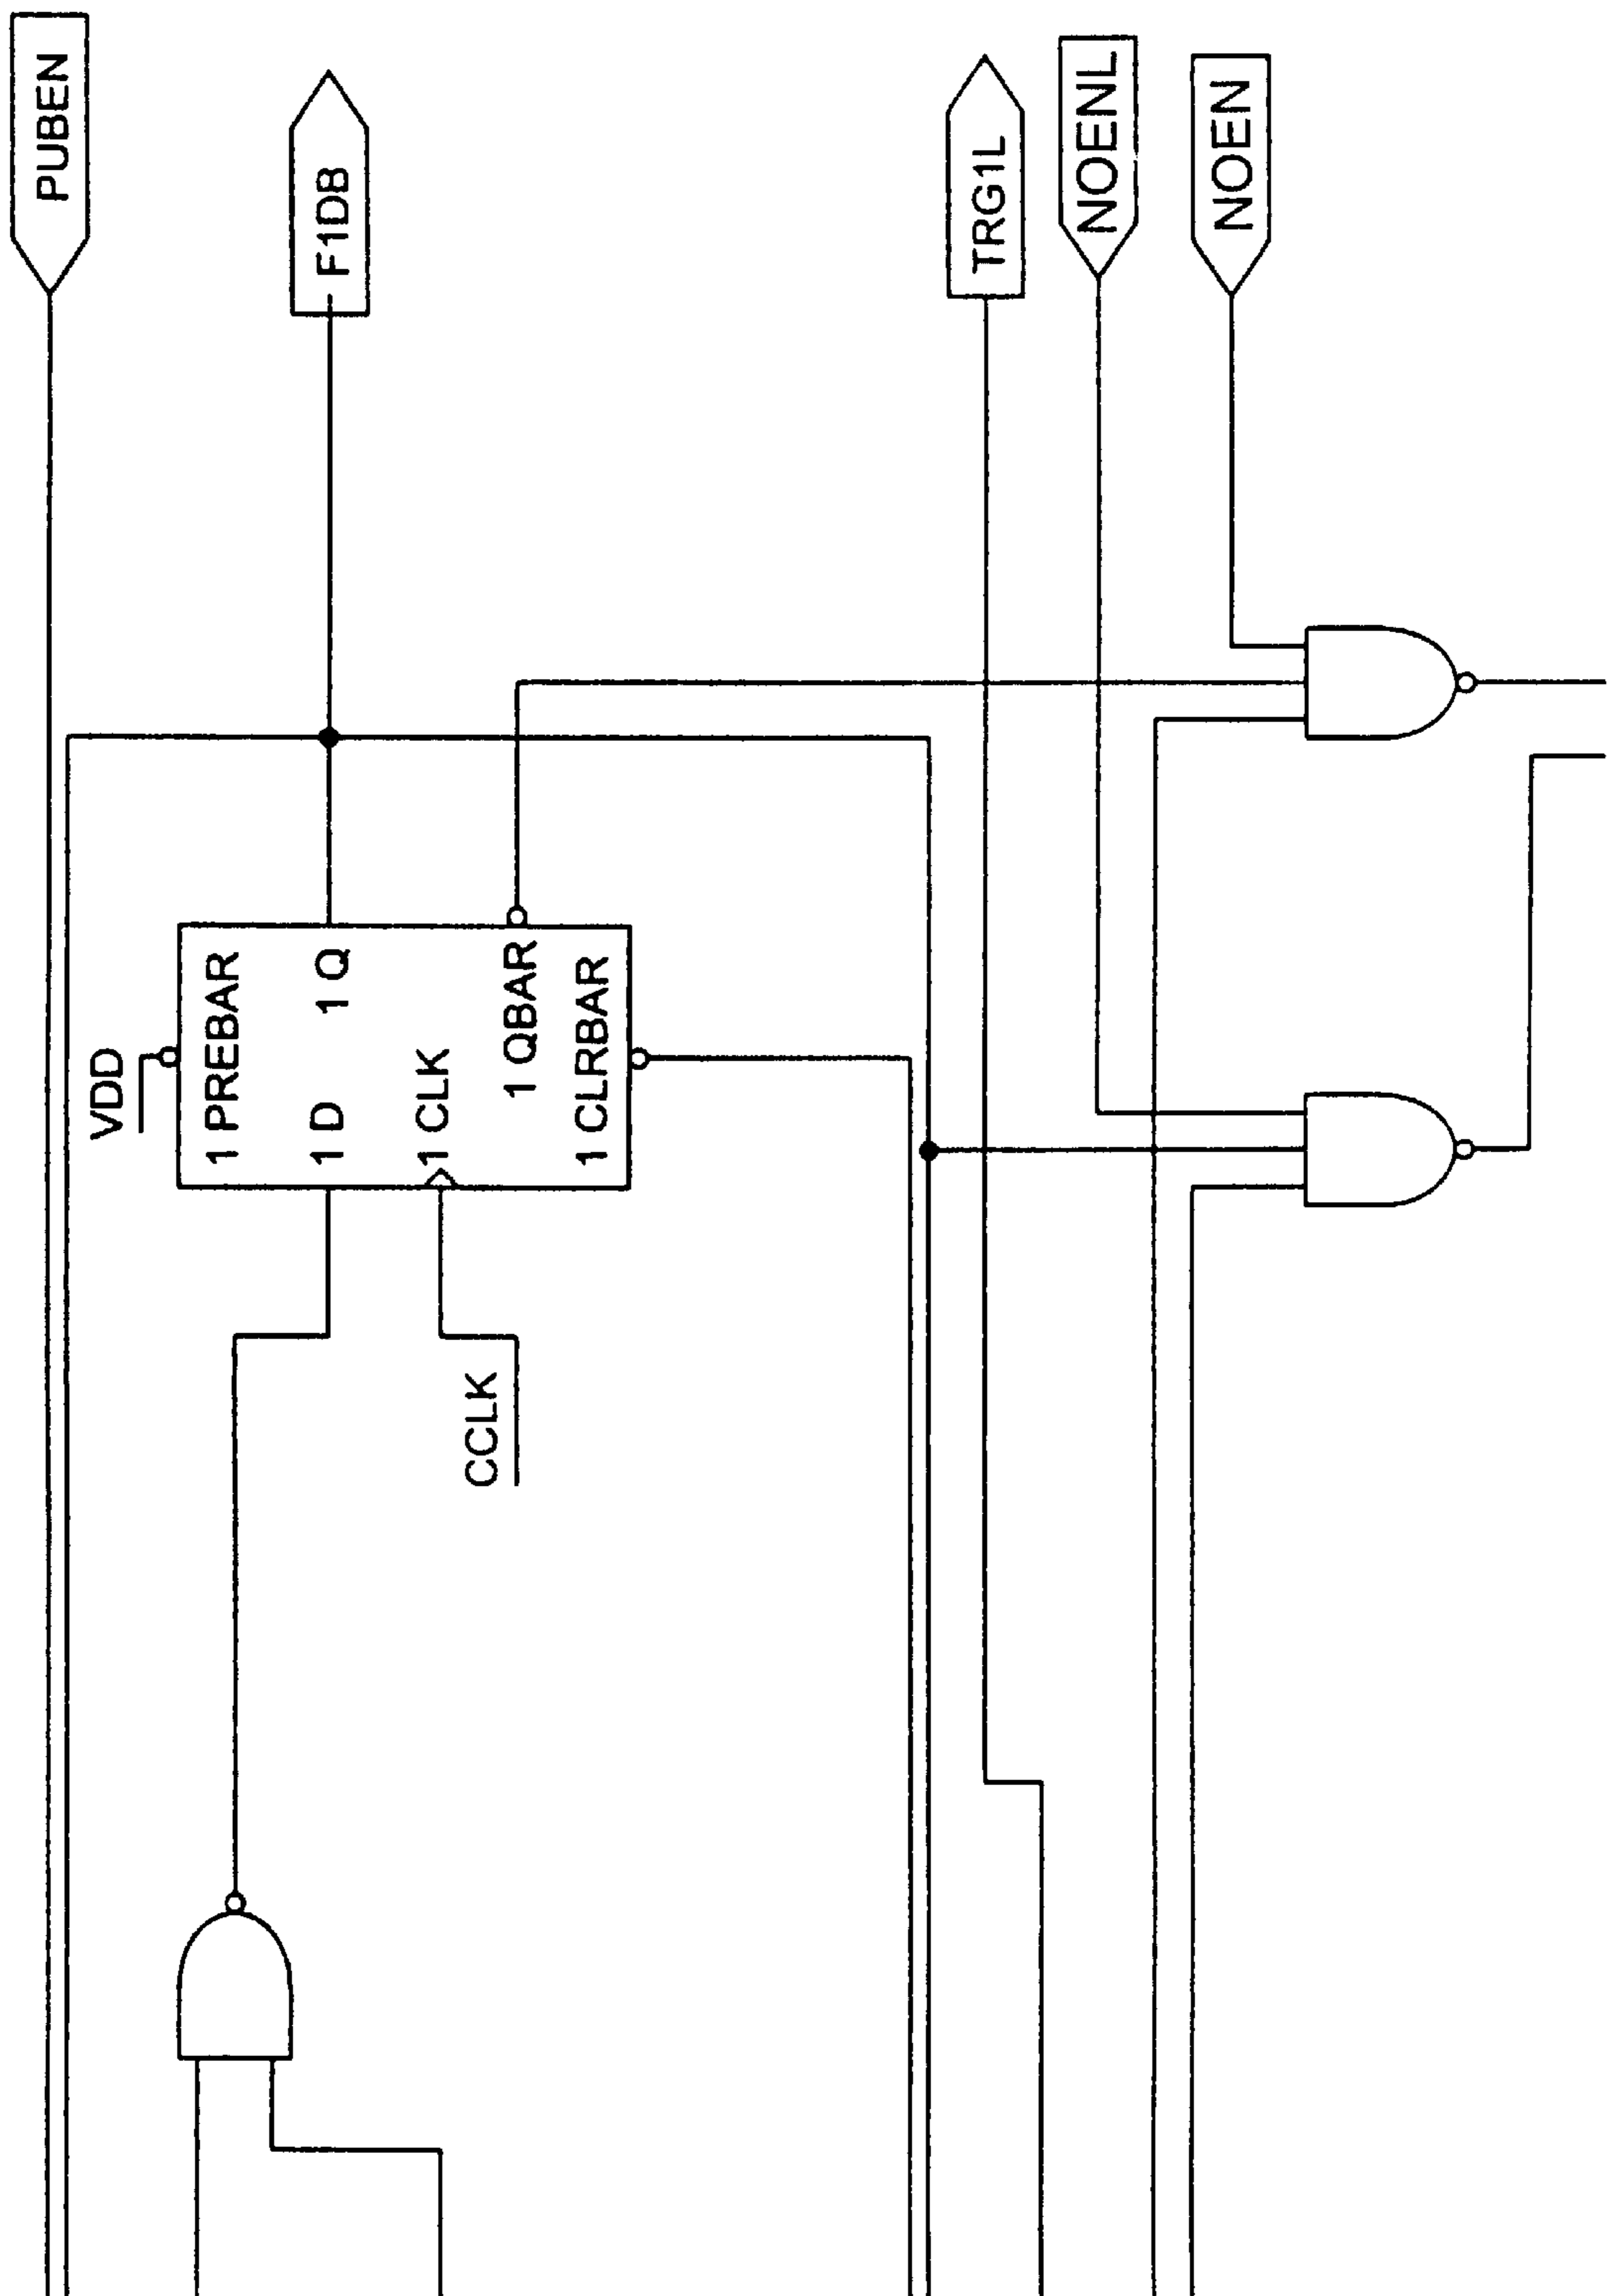 PUBEN
F1DB
TRG1L
NOENL
NOEN
VDD
1 PREBAR
1 D
1 Q
1 CLK
1 QBAR
1 CLRBAR
CCLK